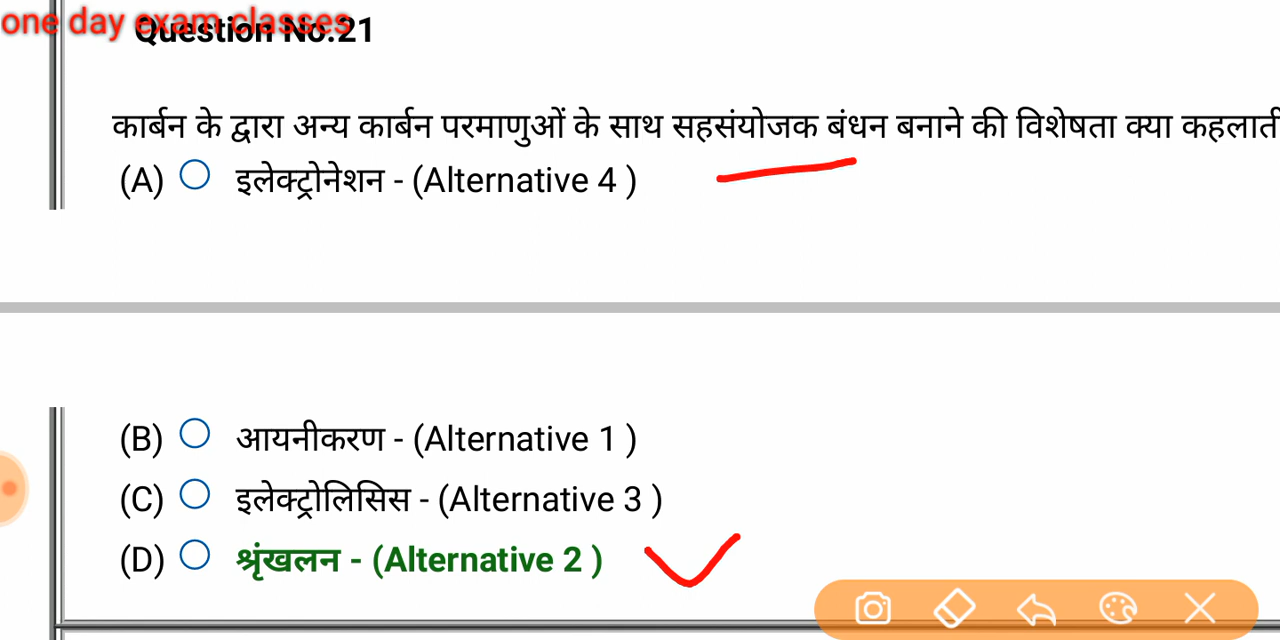 one day exam classes
Question No.21
कार्बन के द्वारा अन्य कार्बन परमाणुओं के साथ सहसंयोजक बंधन बनाने की विशेषता क्या कहलाती
(A) इलेक्ट्रोनेशन - (Alternative 4 )
(B) आयनीकरण - (Alternative 1 )
(C) इलेक्ट्रोलिसिस - (Alternative 3 )
(D) श्रृंखलन - (Alternative 2 )